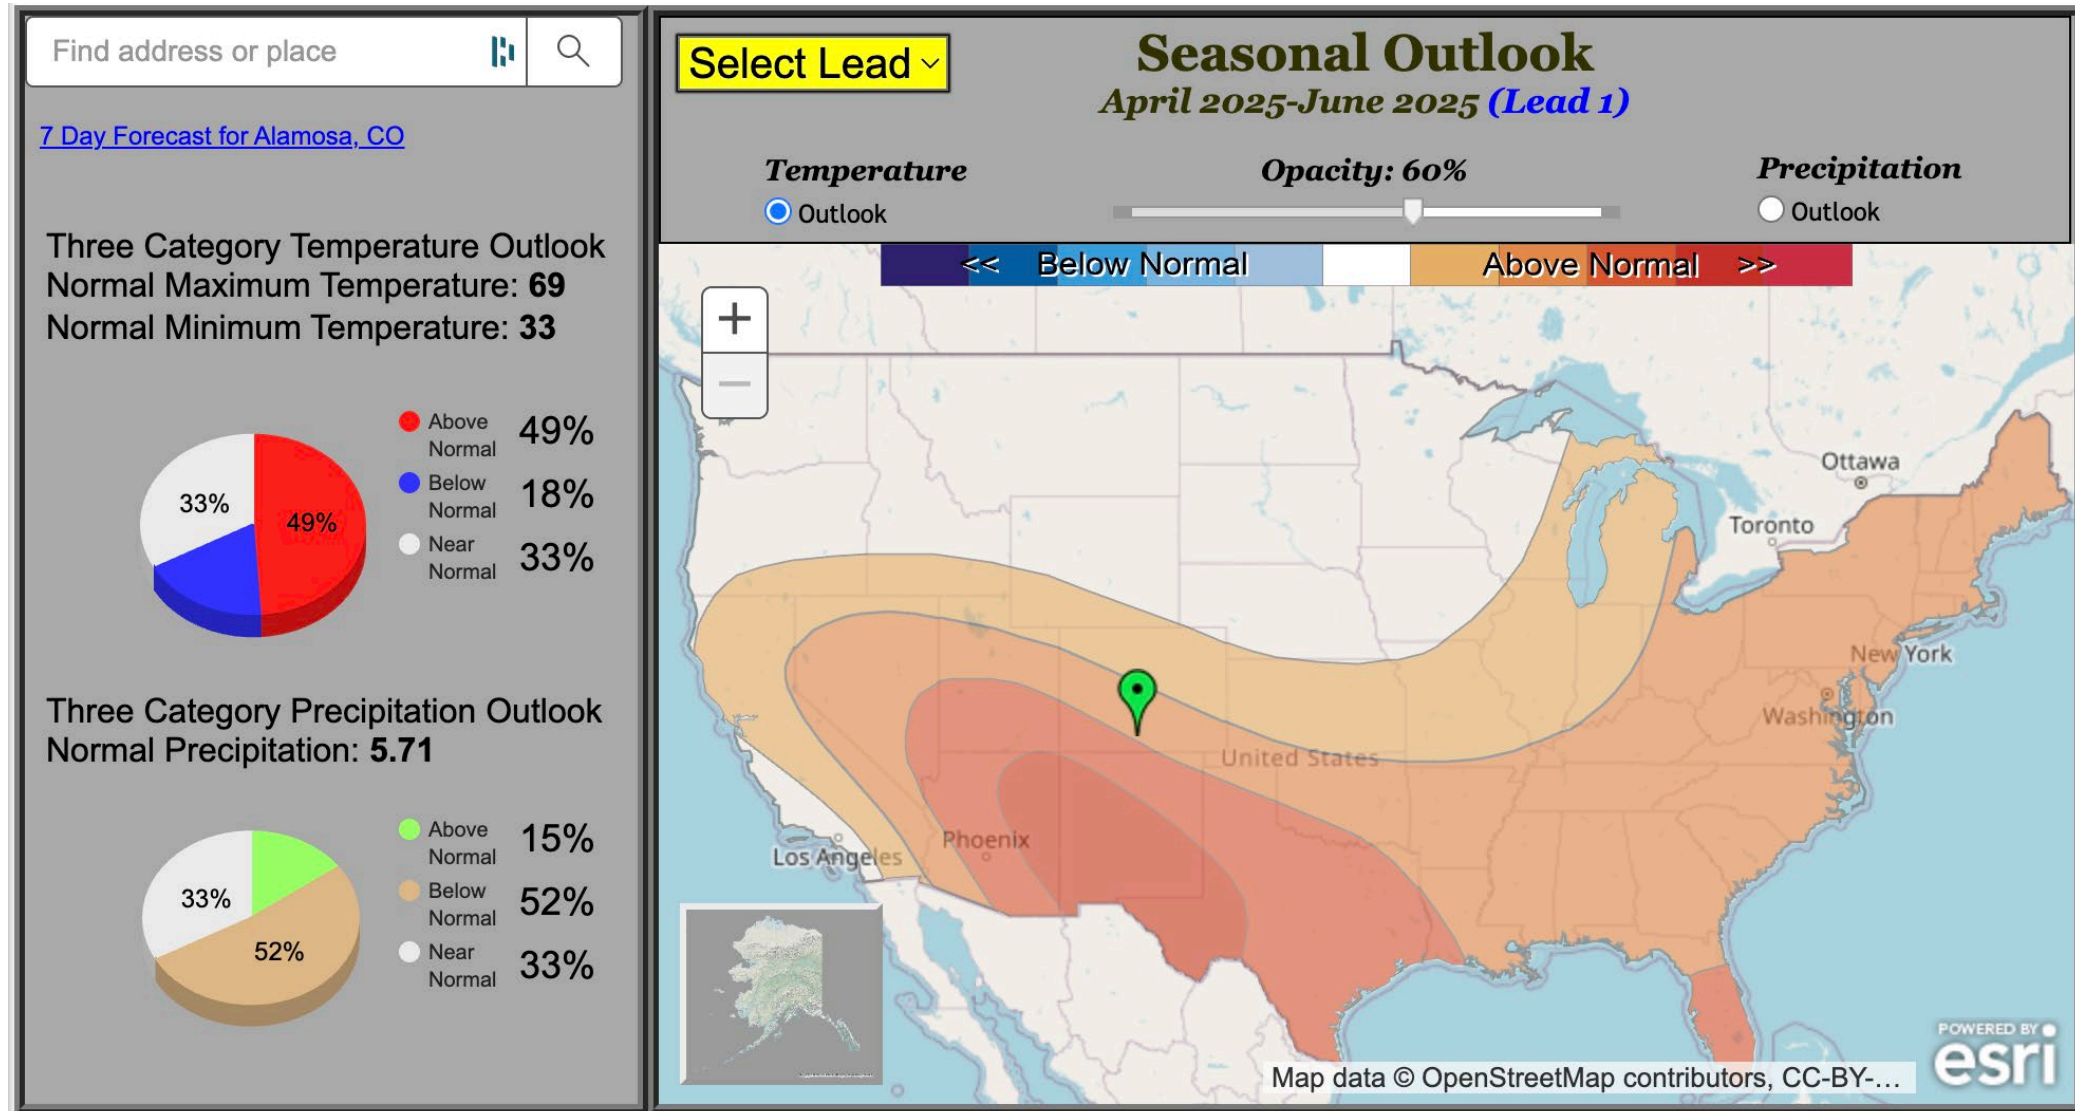 Find address or place
7 Day Forecast for Alamosa, CO
Three Category Temperature Outlook
Normal Maximum Temperature: 69
Normal Minimum Temperature: 33
Above Normal 49%
Below Normal 18%
Near Normal 33%
33%
49%
Three Category Precipitation Outlook
Normal Precipitation: 5.71
Above Normal 15%
Below Normal 52%
Near Normal 33%
33%
52%
Select Lead
Seasonal Outlook
April 2025-June 2025 (Lead 1)
Temperature
Outlook
Opacity: 60%
Precipitation
Outlook
<< Below Normal
Above Normal >>
+
−
Ottawa
Toronto
New York
Washington
United States
Phoenix
Los Angeles
POWERED BY
esri
Map data © OpenStreetMap contributors, CC-BY-…